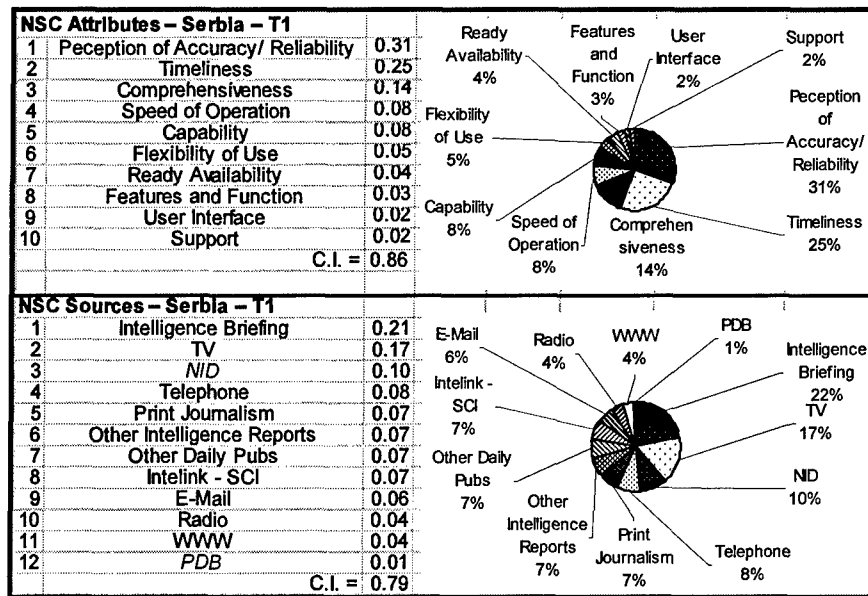 NSC Attributes – Serbia – T1
1 Peception of Accuracy/ Reliability 0.31
2 Timeliness 0.25
3 Comprehensiveness 0.14
4 Speed of Operation 0.08
5 Capability 0.08
6 Flexibility of Use 0.05
7 Ready Availability 0.04
8 Features and Function 0.03
9 User Interface 0.02
10 Support 0.02
C.I. = 0.86
Ready
Availability
4%
Features
and
Function
3%
User
Interface
2%
Support
2%
Peception
of
Accuracy/
Reliability
31%
Timeliness
25%
Comprehen
siveness
14%
Speed of
Operation
8%
Capability
8%
Flexibility
of Use
5%
NSC Sources – Serbia – T1
1 Intelligence Briefing 0.21
2 TV 0.17
3 NID 0.10
4 Telephone 0.08
5 Print Journalism 0.07
6 Other Intelligence Reports 0.07
7 Other Daily Pubs 0.07
8 Intelink - SCI 0.07
9 E-Mail 0.06
10 Radio 0.04
11 WWW 0.04
12 PDB 0.01
C.I. = 0.79
E-Mail
6%
Radio
4%
WWW
4%
PDB
1%
Intelligence
Briefing
22%
TV
17%
NID
10%
Telephone
8%
Print
Journalism
7%
Other
Intelligence
Reports
7%
Other Daily
Pubs
7%
Intelink -
SCI
7%